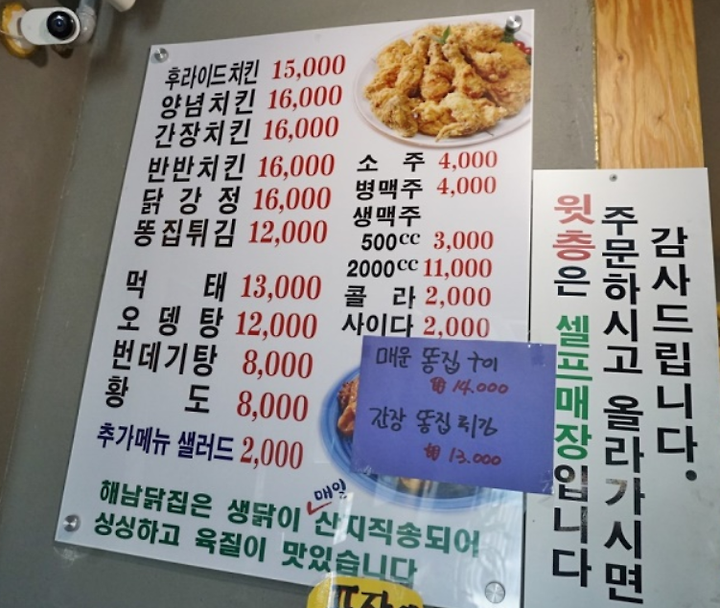 후라이드치킨 15,000
양념치킨 16,000
간장치킨 16,000
반반치킨 16,000
닭강정 16,000
똥집튀김 12,000
먹태 13,000
오뎅탕 12,000
번데기탕 8,000
황도 8,000
추가메뉴 샐러드 2,000
소주 4,000
병맥주 4,000
생맥주
500cc 3,000
2000cc 11,000
콜라 2,000
사이다 2,000
매운 똥집 구이
14.000
간장 똥집 튀김
13.000
매일
해남닭집은 생닭이 산지직송되어
싱싱하고 육질이 맛있습니다
윗층은 셀프매장입니다
주문하시고 올라가시면
감사드립니다.